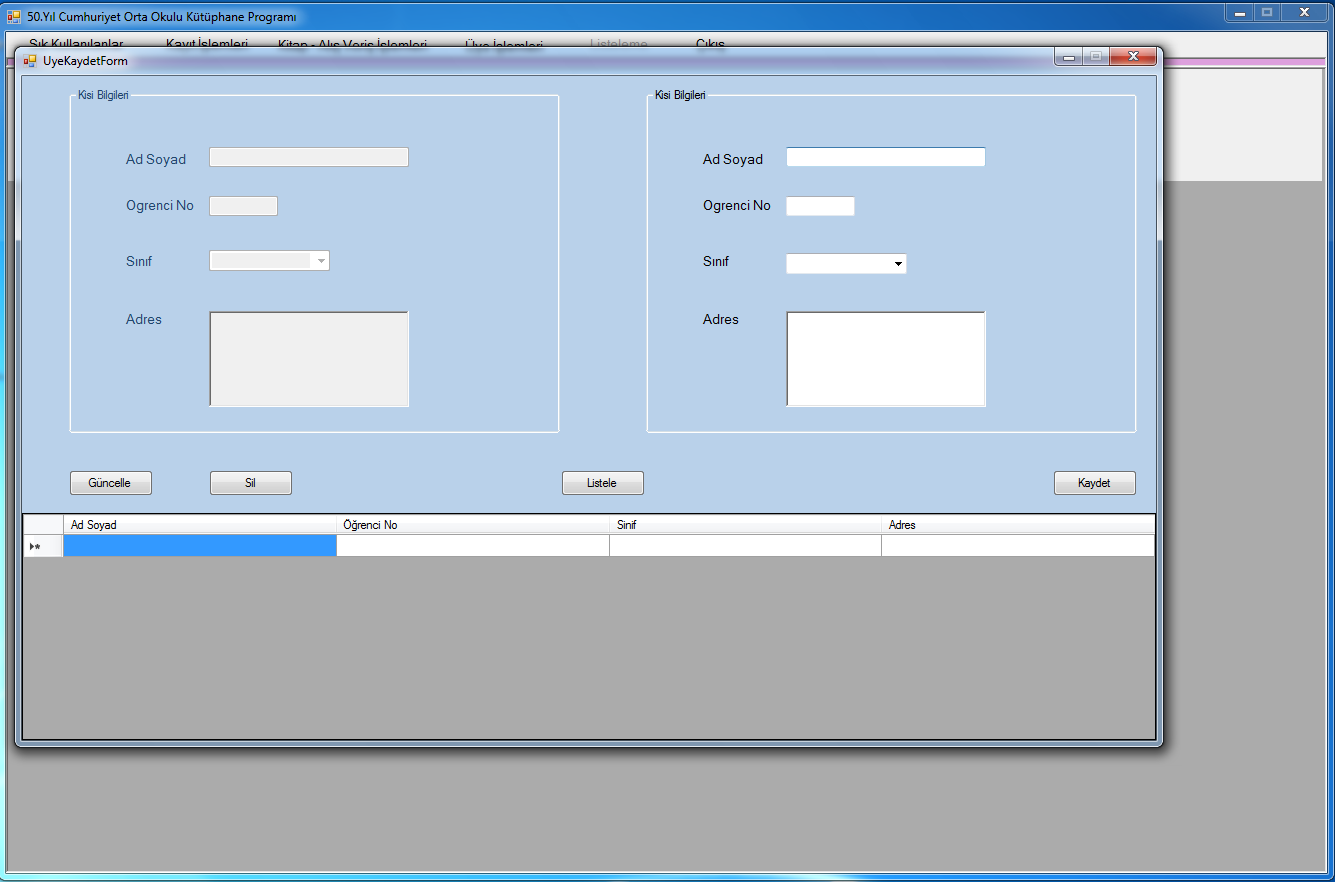 50.Yıl Cumhuriyet Orta Okulu Kütüphane Programı
Sık Kullanılanlar Kayıt İşlemleri Kitap - Alış Veriş İşlemleri Üye İşlemleri Listeleme Çıkış
UyeKaydetForm
Kisi Bilgileri Kisi Bilgileri
Ad Soyad Ad Soyad
Ogrenci No Ogrenci No
Sınıf Sınıf
Adres Adres
Güncelle Sil Listele Kaydet
Ad Soyad Öğrenci No Sinif Adres